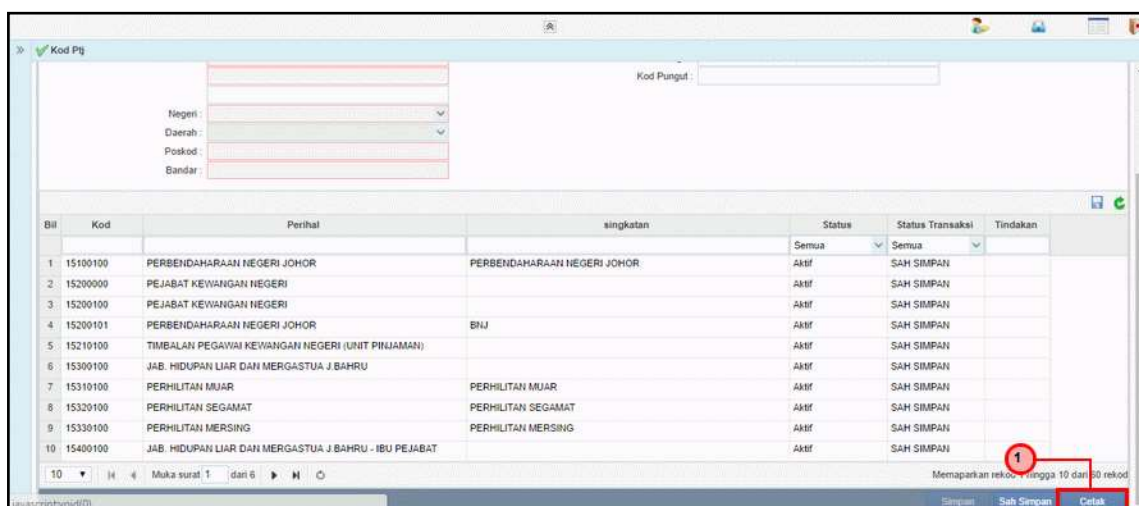 Kod Ptj
Kod Pungut :
Negeri :
Daerah :
Poskod :
Bandar :
Bil Kod Perihal singkatan Status Status Transaksi Tindakan
Semua Semua
1 15100100 PERBENDAHARAAN NEGERI JOHOR PERBENDAHARAAN NEGERI JOHOR Aktif SAH SIMPAN
2 15200000 PEJABAT KEWANGAN NEGERI Aktif SAH SIMPAN
3 15200100 PEJABAT KEWANGAN NEGERI Aktif SAH SIMPAN
4 15200101 PERBENDAHARAAN NEGERI JOHOR BNJ Aktif SAH SIMPAN
5 15210100 TIMBALAN PEGAWAI KEWANGAN NEGERI (UNIT PINJAMAN) Aktif SAH SIMPAN
6 15300100 JAB. HIDUPAN LIAR DAN MERGASTUA J.BAHRU Aktif SAH SIMPAN
7 15310100 PERHILITAN MUAR PERHILITAN MUAR Aktif SAH SIMPAN
8 15320100 PERHILITAN SEGAMAT PERHILITAN SEGAMAT Aktif SAH SIMPAN
9 15330100 PERHILITAN MERSING PERHILITAN MERSING Aktif SAH SIMPAN
10 15400100 JAB. HIDUPAN LIAR DAN MERGASTUA J.BAHRU - IBU PEJABAT Aktif SAH SIMPAN
1
10 Muka surat 1 dari 6 Memaparkan rekod hingga 10 dari 60 rekod
Simpan Sah Simpan Cetak